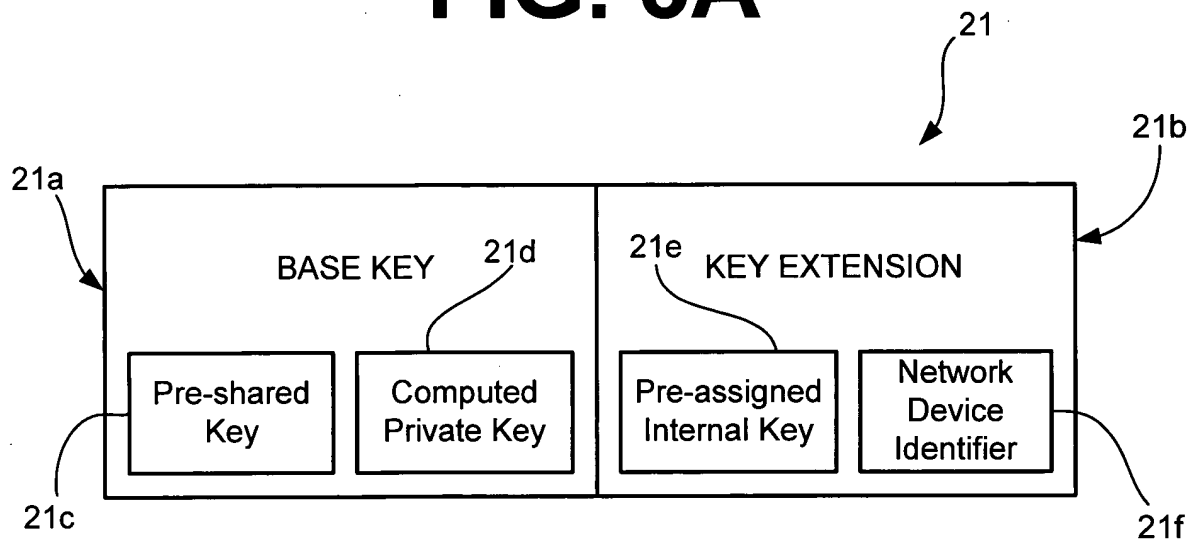 FIG.
21
21b
21a
21d
21e
BASE KEY
KEY EXTENSION
Pre-shared
Key
Computed
Private Key
Pre-assigned
Internal Key
Network
Device
Identifier
21c
21f